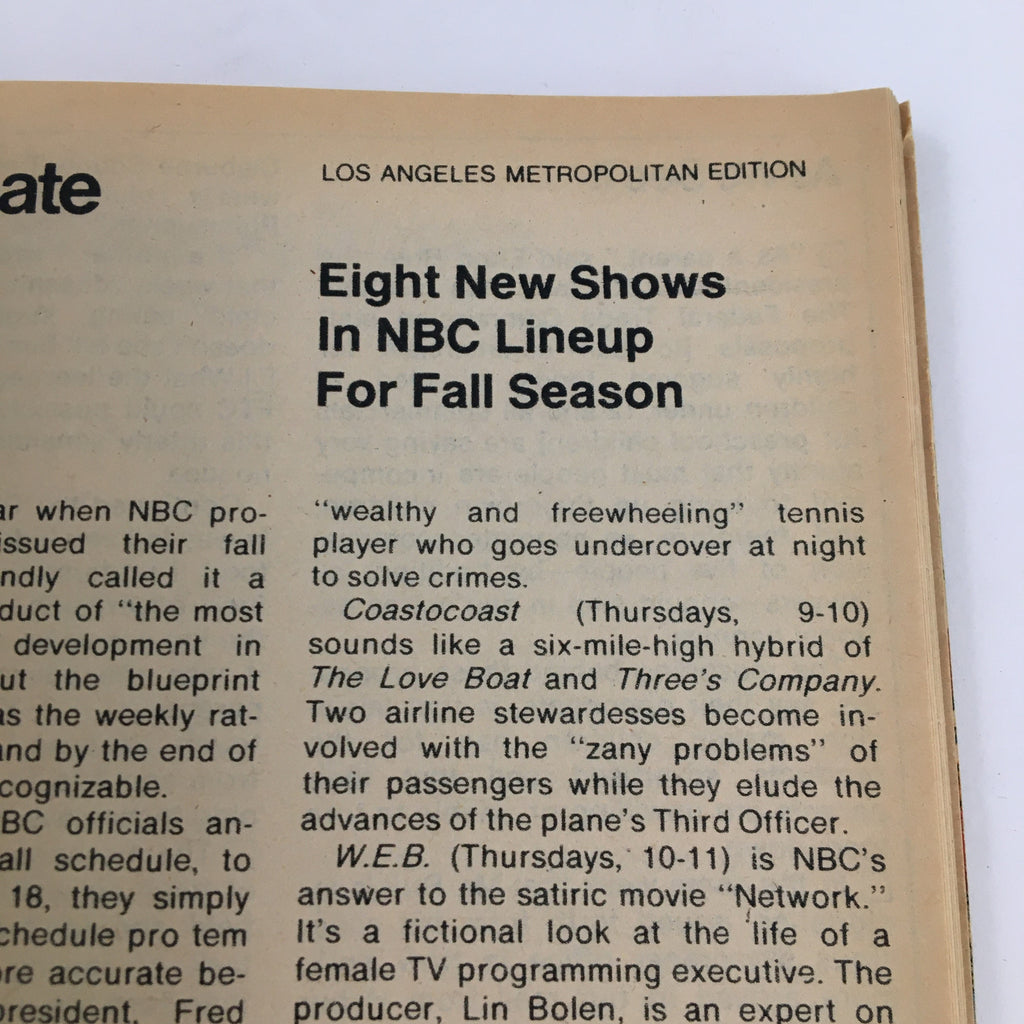 ate
LOS ANGELES METROPOLITAN EDITION
Eight New Shows
In NBC Lineup
For Fall Season
ar when NBC pro-
issued their fall
ndly called it a
duct of “the most
development in
ut the blueprint
as the weekly rat-
and by the end of
cognizable.
BC officials an-
all schedule, to
18, they simply
chedule pro tem
ore accurate be-
president, Fred
“wealthy and freewheeling” tennis
player who goes undercover at night
to solve crimes.
Coastocoast (Thursdays, 9-10)
sounds like a six-mile-high hybrid of
The Love Boat and Three's Company.
Two airline stewardesses become in-
volved with the “zany problems” of
their passengers while they elude the
advances of the plane's Third Officer.
W.E.B. (Thursdays, 10-11) is NBC's
answer to the satiric movie “Network.”
It's a fictional look at the life of a
female TV programming executive. The
producer, Lin Bolen, is an expert on